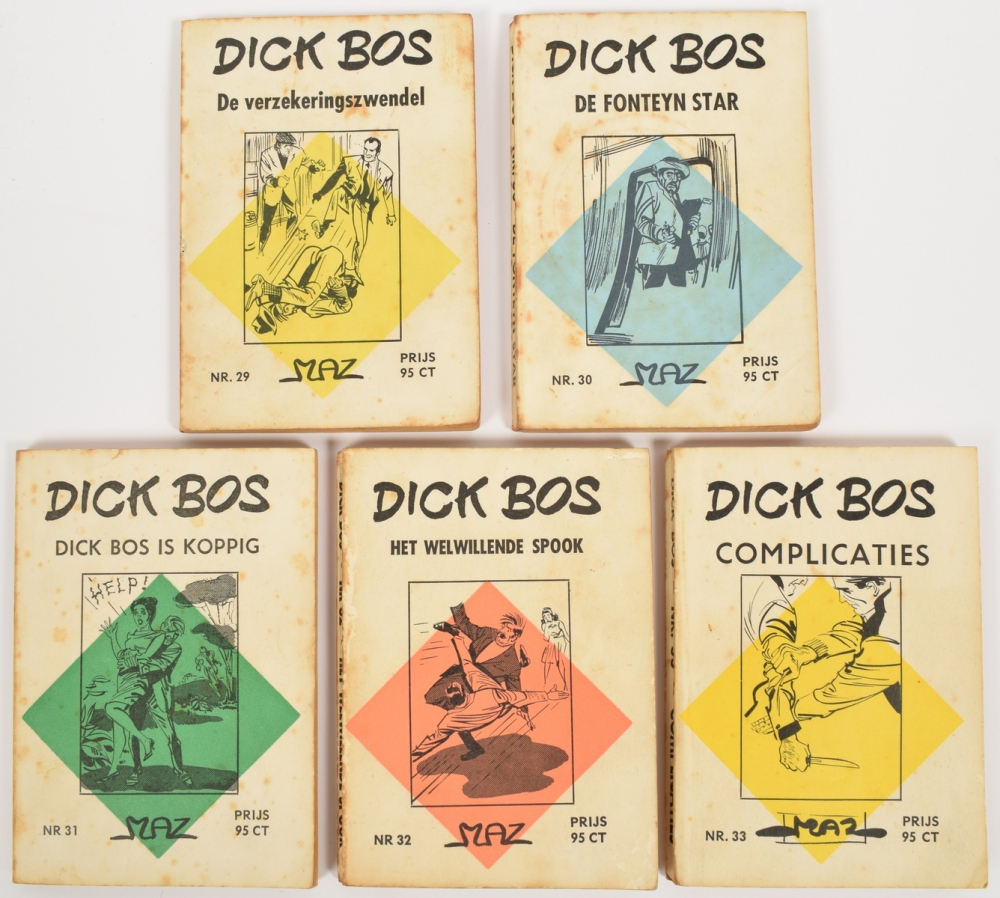 DICK BOS
De verzekeringszwendel
NR. 29
MAZ
PRIJS
95 CT
DICK BOS
DE FONTEYN STAR
NR. 30
MAZ
PRIJS
95 CT
DICK BOS
DICK BOS IS KOPPIG
HELP!
NR 31
MAZ
PRIJS
95 CT
DICK BOS
HET WELWILLENDE SPOOK
NR 32
MAZ
PRIJS
95 CT
DICK BOS
COMPLICATIES
NR. 33
MAZ
PRIJS
95 CT